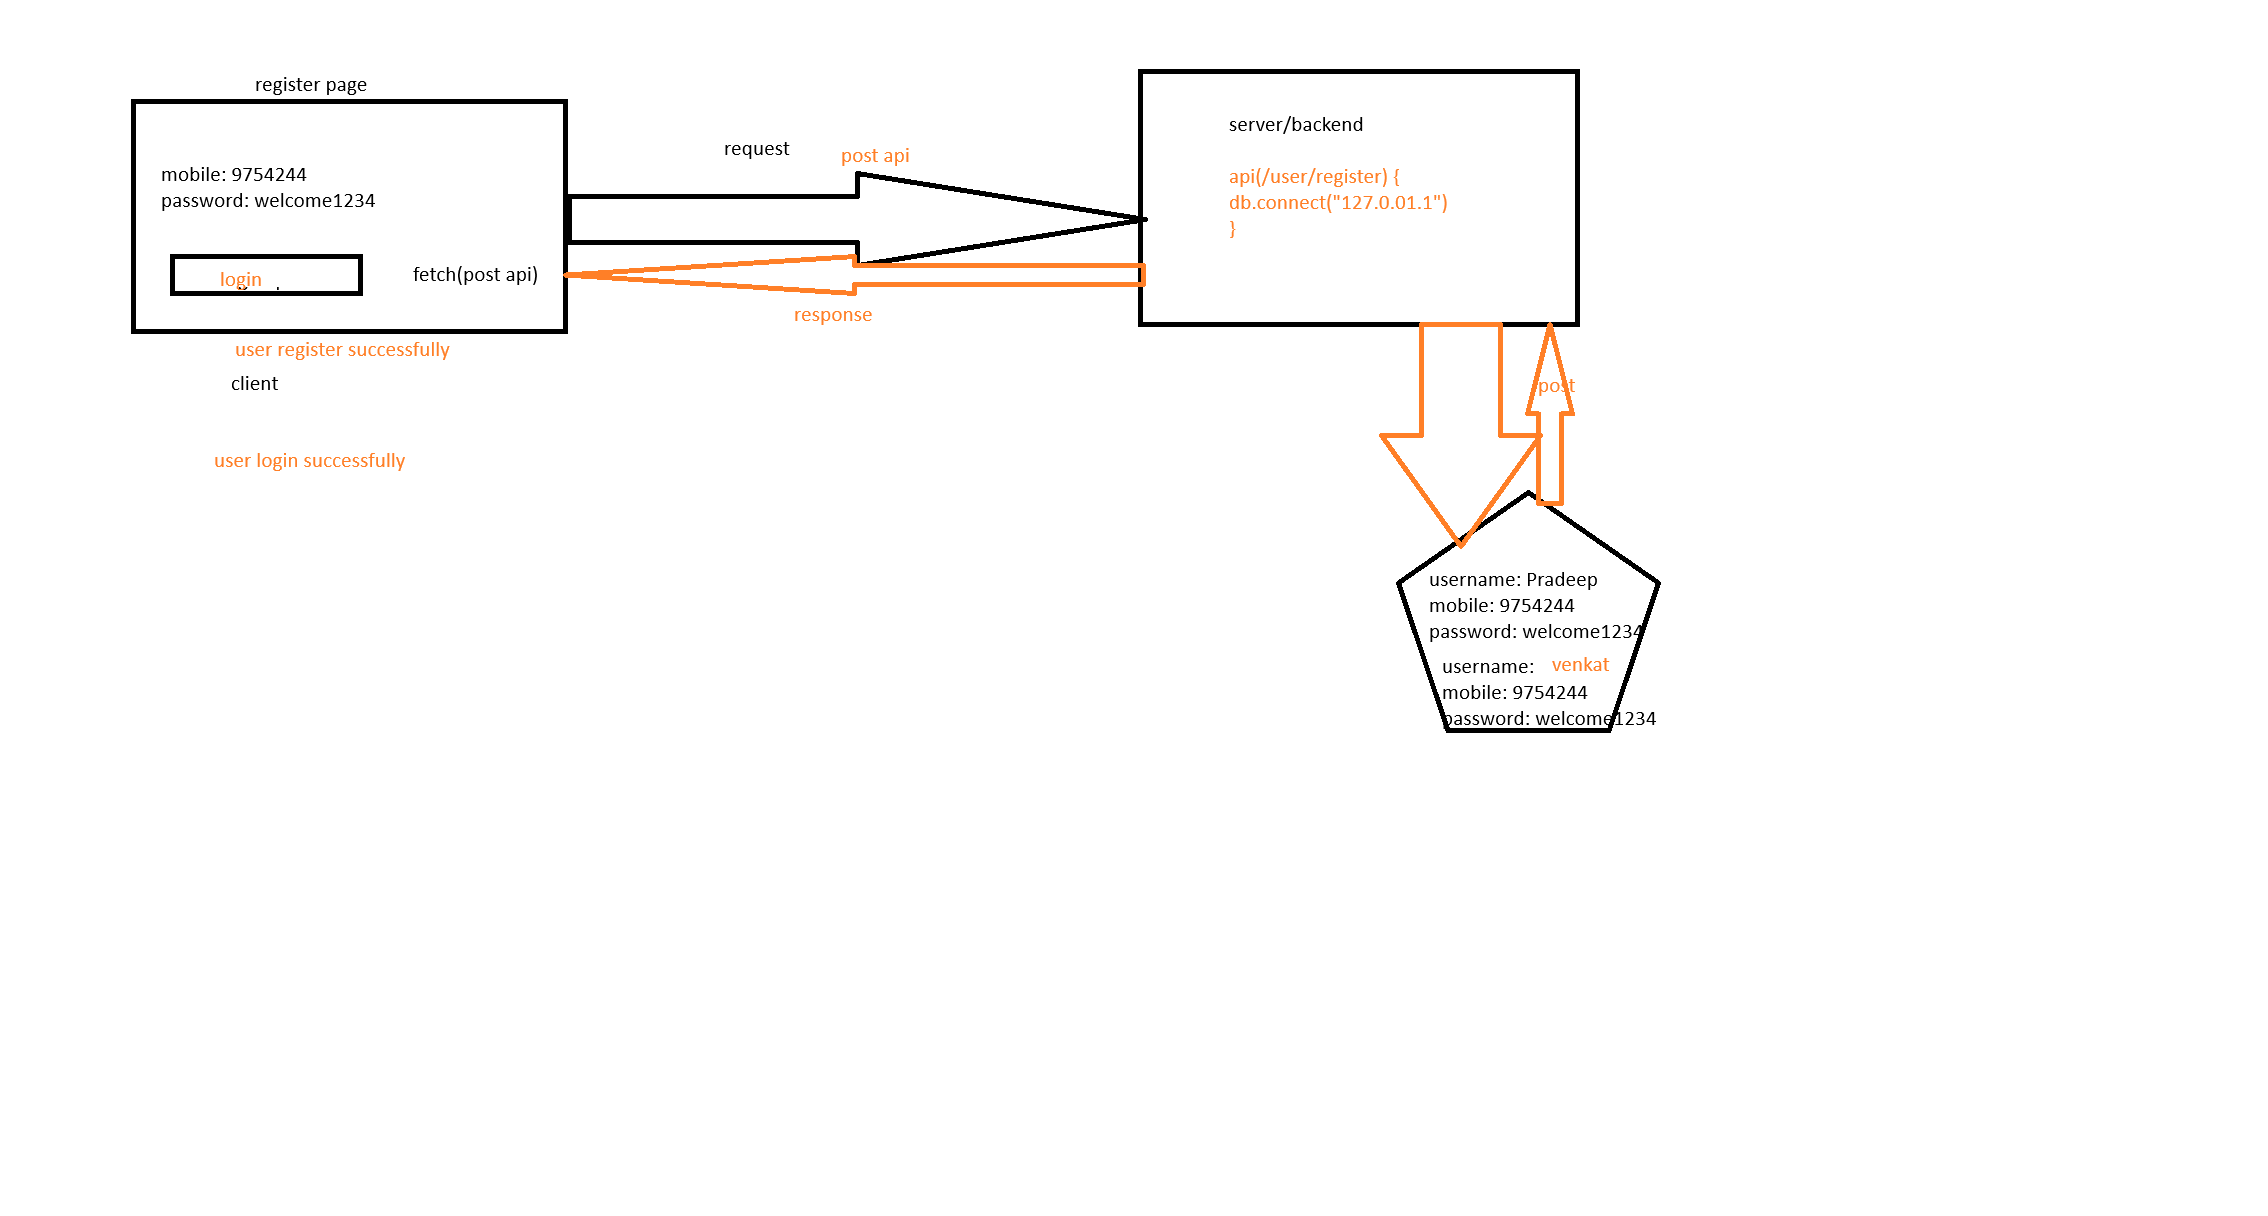 register page
mobile: 9754244
password: welcome1234
login
fetch(post api)
user register successfully
client
user login successfully
request
post api
response
server/backend
api(/user/register) {
db.connect("127.0.01.1")
}
post
username: Pradeep
mobile: 9754244
password: welcome1234
username: venkat
mobile: 9754244
password: welcome1234